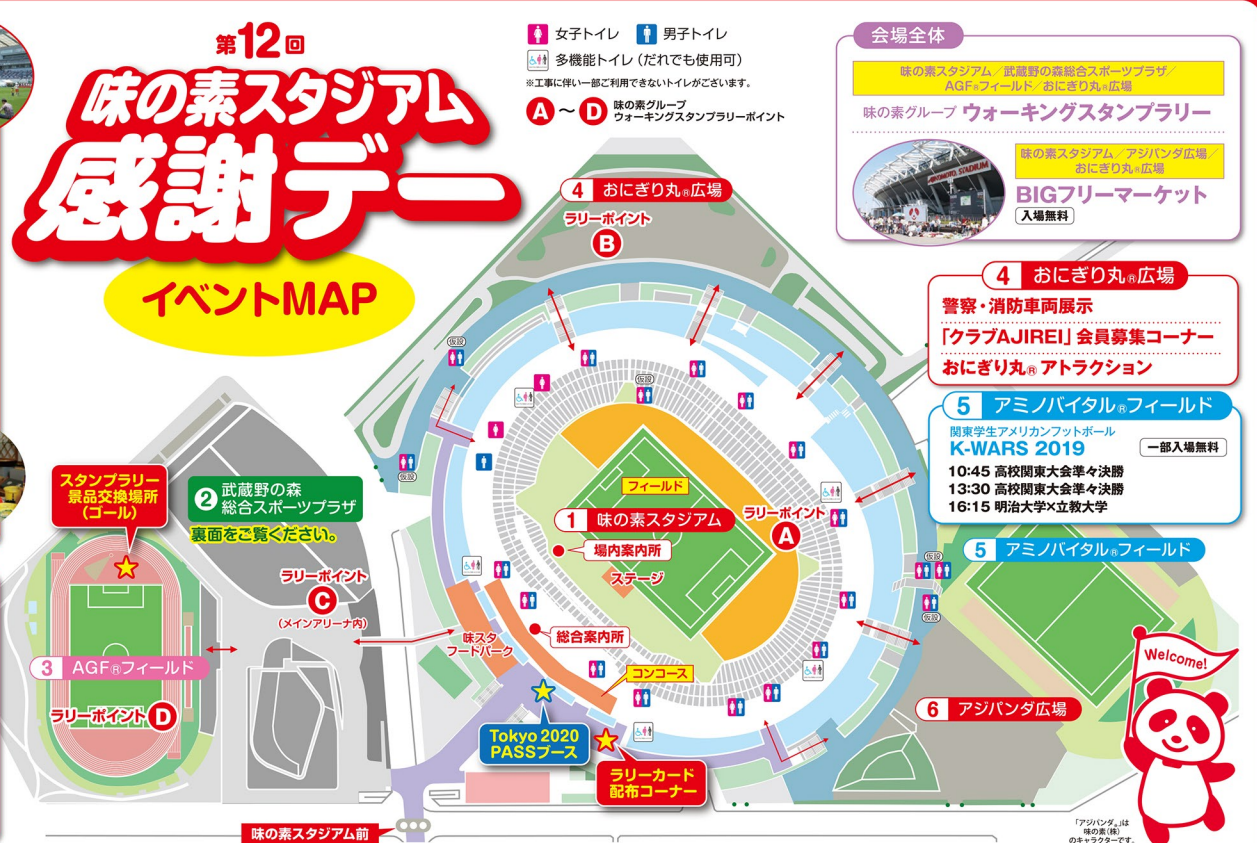 第12回
味の素スタジアム
感謝デー
イベントMAP
女子トイレ 男子トイレ
多機能トイレ（だれでも使用可）
※工事に伴い一部ご利用できないトイレがございます。
A～D 味の素グループ
ウォーキングスタンプラリーポイント
会場全体
味の素スタジアム／武蔵野の森総合スポーツプラザ／
AGF®フィールド／おにぎり丸®広場
味の素グループ ウォーキングスタンプラリー
味の素スタジアム／アジパンダ広場／
おにぎり丸®広場
BIGフリーマーケット
入場無料
AJINOMOTO STADIUM
4 おにぎり丸®広場
警察・消防車両展示
「クラブAJIREI」会員募集コーナー
おにぎり丸® アトラクション
5 アミノバイタル®フィールド
関東学生アメリカンフットボール
K-WARS 2019
一部入場無料
10:45 高校関東大会準々決勝
13:30 高校関東大会準々決勝
16:15 明治大学×立教大学
4 おにぎり丸®広場
ラリーポイント
B
仮設
仮設
仮設
フィールド
1 味の素スタジアム
ラリーポイント
A
場内案内所
ステージ
総合案内所
コンコース
味スタ
フードパーク
スタンプラリー
景品交換場所
（ゴール）
2 武蔵野の森
総合スポーツプラザ
裏面をご覧ください。
ラリーポイント
C
（メインアリーナ内）
3 AGF®フィールド
ラリーポイント D
5 アミノバイタル®フィールド
仮設
仮設
6 アジパンダ広場
Welcome!
Tokyo 2020
PASSブース
ラリーカード
配布コーナー
味の素スタジアム前
「アジパンダ®」は
味の素（株）
のキャラクターです。